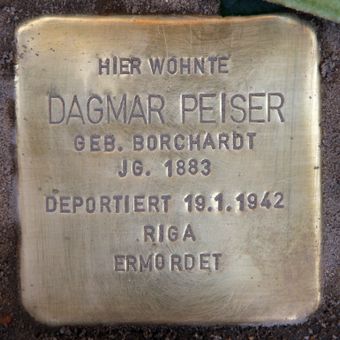 HIER WOHNTE
DAGMAR PEISER
GEB. BORCHARDT
JG. 1883
DEPORTIERT 19.1.1942
RIGA
ERMORDET